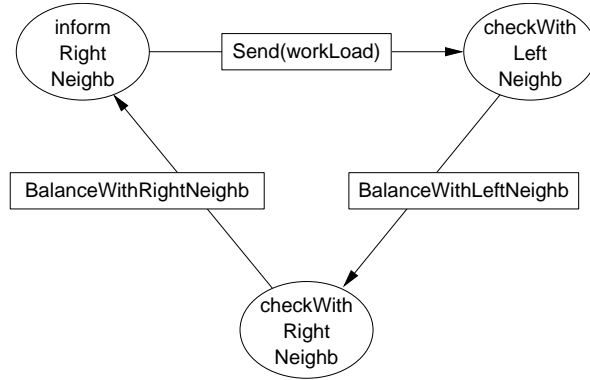 inform
Right
Neighb
Send(workLoad)
checkWith
Left
Neighb
BalanceWithRightNeighb
BalanceWithLeftNeighb
checkWith
Right
Neighb